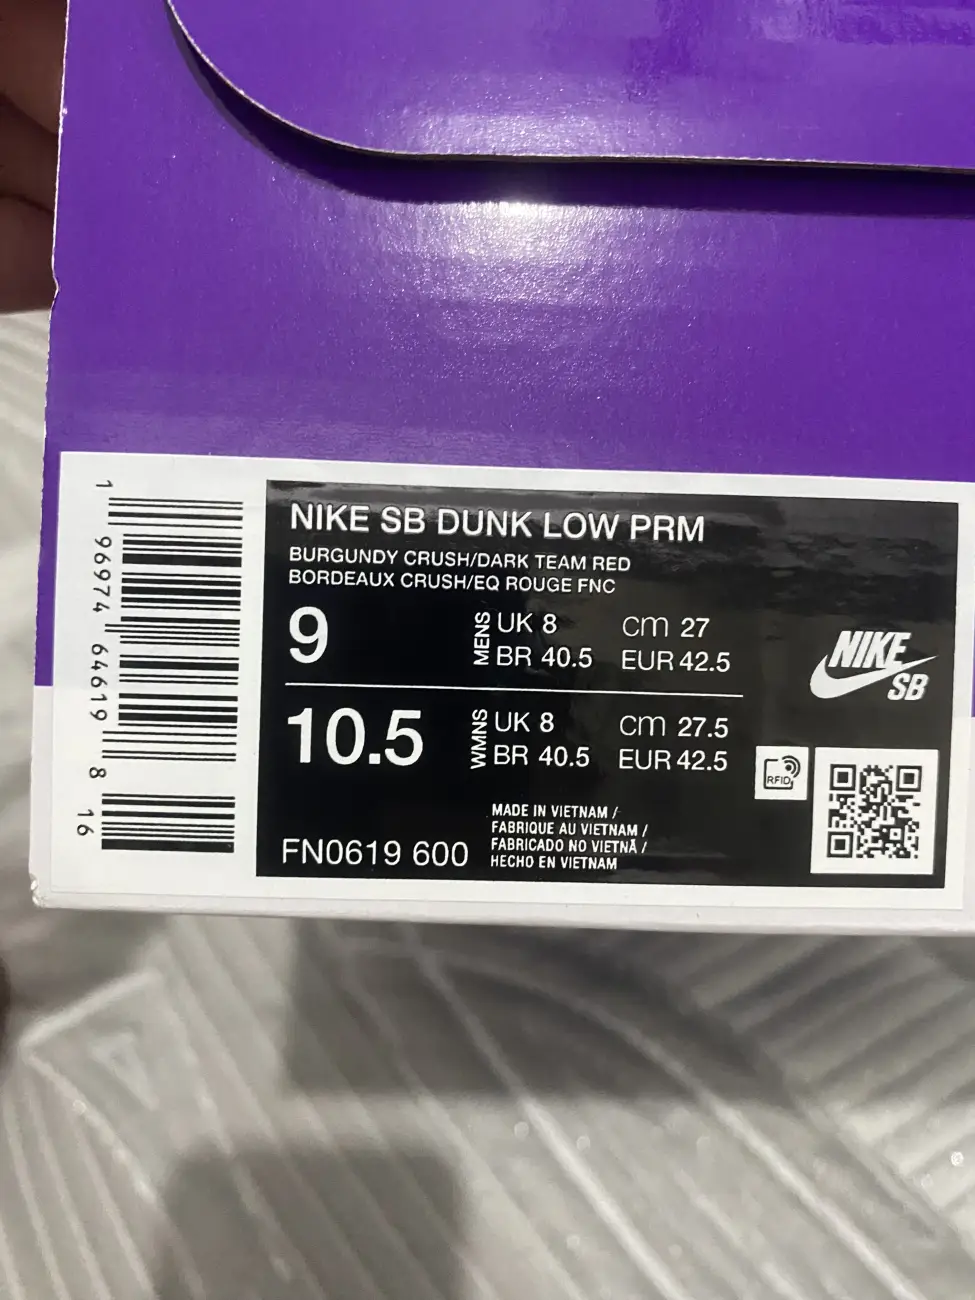 1 96974 64619 8 16
NIKE SB DUNK LOW PRM
BURGUNDY CRUSH/DARK TEAM RED
BORDEAUX CRUSH/EQ ROUGE FNC
9
MENS
UK 8 CM 27
BR 40.5 EUR 42.5
10.5
WMNS
UK 8 CM 27.5
BR 40.5 EUR 42.5
NIKE
SB
RFID
MADE IN VIETNAM /
FABRIQUE AU VIETNAM /
FABRICADO NO VIETNÃ /
HECHO EN VIETNAM
FN0619 600